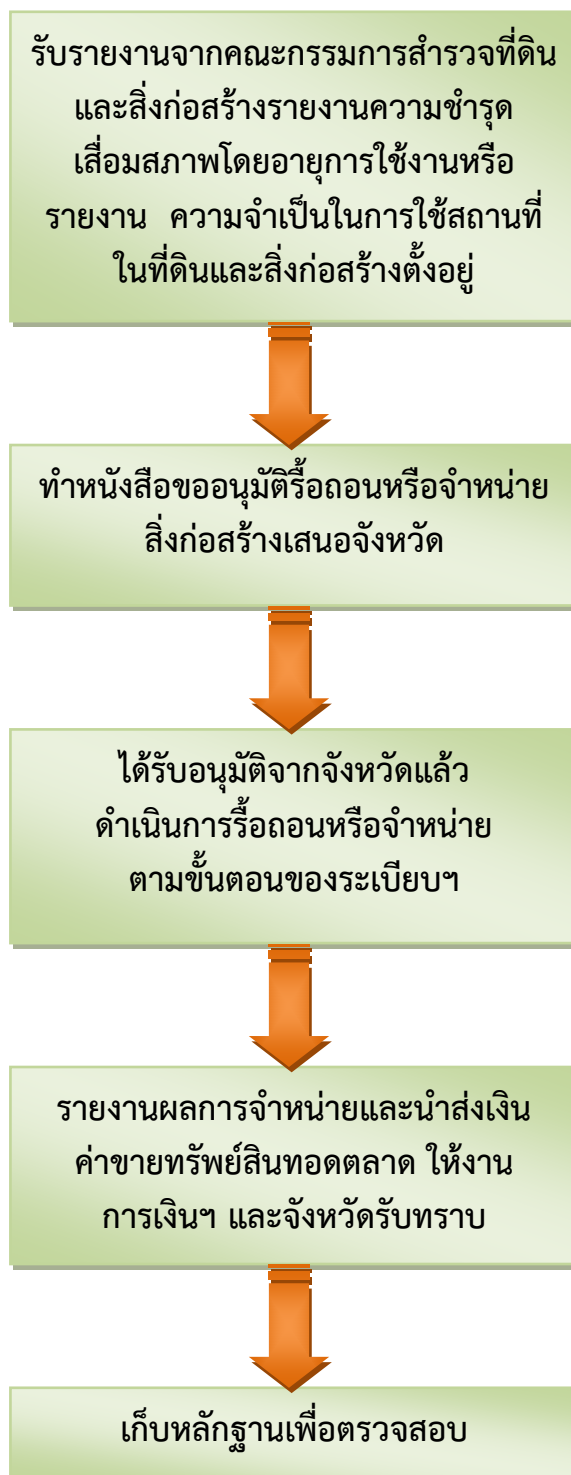 รับรายงานจากคณะกรรมการสำรวจที่ดิน
และสิ่งก่อสร้างรายงานความชำรุด
เสื่อมสภาพโดยอายุการใช้งานหรือ
รายงาน ความจำเป็นในการใช้สถานที่
ในที่ดินและสิ่งก่อสร้างตั้งอยู่
ทำหนังสือขออนุมัติรื้อถอนหรือจำหน่าย
สิ่งก่อสร้างเสนอจังหวัด
ได้รับอนุมัติจากจังหวัดแล้ว
ดำเนินการรื้อถอนหรือจำหน่าย
ตามขั้นตอนของระเบียบฯ
รายงานผลการจำหน่ายและนำส่งเงิน
ค่าขายทรัพย์สินทอดตลาด ให้งาน
การเงินฯ และจังหวัดรับทราบ
เก็บหลักฐานเพื่อตรวจสอบ